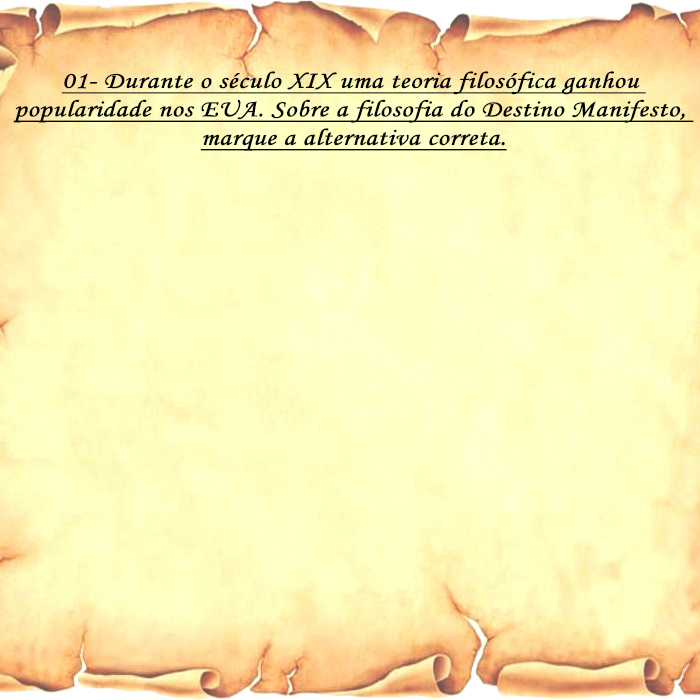 01- Durante o século XIX uma teoria filosófica ganhou
popularidade nos EUA. Sobre a filosofia do Destino Manifesto,
marque a alternativa correta.